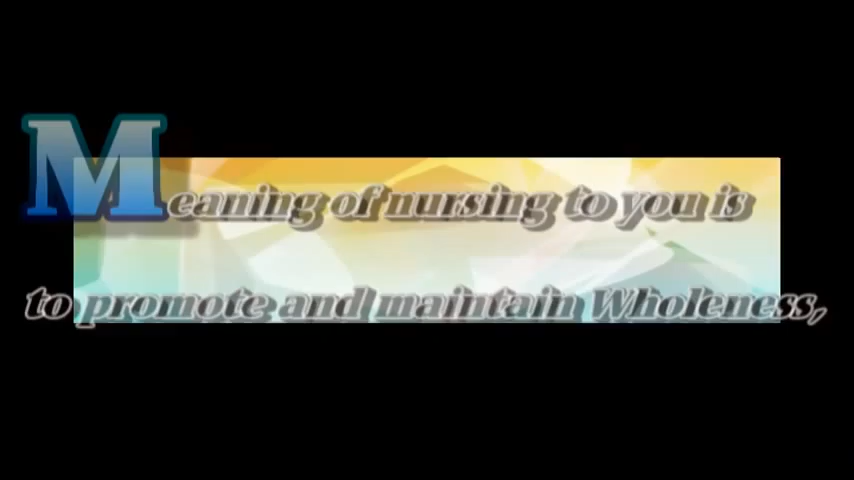 Meaning of nursing to you is
to promote and maintain Wholeness,